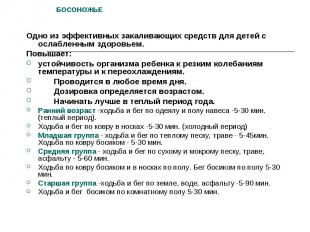 БОСОНОЖЬЕ
Одно из эффективных закаливающих средств для детей с
ослабленным здоровьем.
Повышает:
устойчивость организма ребенка к резким колебаниям
температуры и к переохлаждениям.
Проводится в любое время дня.
Дозировка определяется возрастом.
Начинать лучше в теплый период года.
Ранний возраст -ходьба и бег по одеялу и полу навеса -5-30 мин.
(теплый период).
Ходьба и бег по ковру в носках -5-30 мин. (холодный период)
Младшая группа - ходьба и бег по теплому песку, траве - 5-45мин.
Ходьба по ковру босиком - 5-30 мин.
Средняя группа - ходьба и бег по сухому и мокрому песку, траве,
асфальту - 5-60 мин.
Ходьба по ковру босиком и в носках по полу. Бег босиком по полу 5-30
мин.
Старшая группа -ходьба и бег по земле, воде, асфальту -5-90 мин.
Ходьба и бег босиком по комнатному полу 5-30 мин.